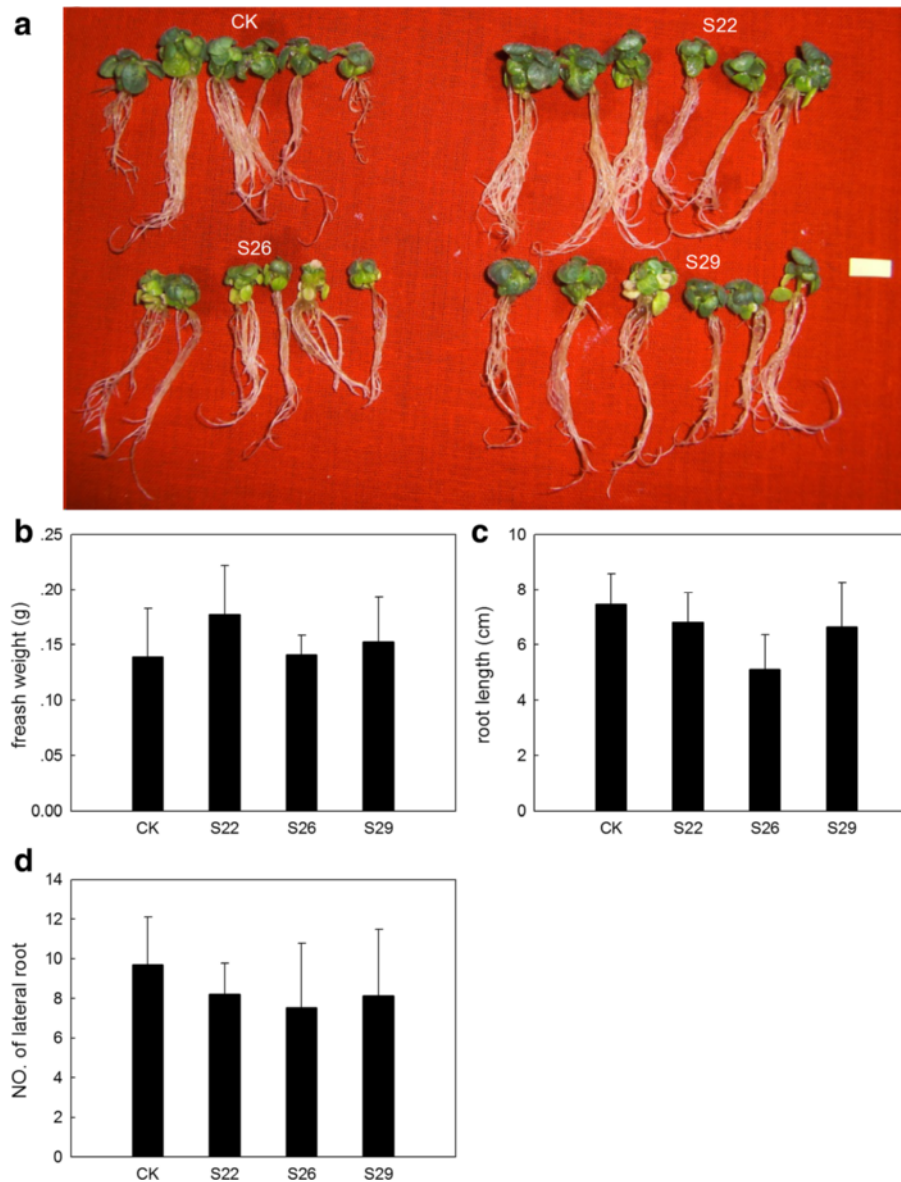 a
CK
S22
S26
S29
b
c
.25
.20
.15
.10
.05
0.00
freash weight (g)
CK
S22
S26
S29
10
8
6
4
2
0
root length (cm)
CK
S22
S26
S29
d
14
12
10
8
6
4
2
0
NO. of lateral root
CK
S22
S26
S29